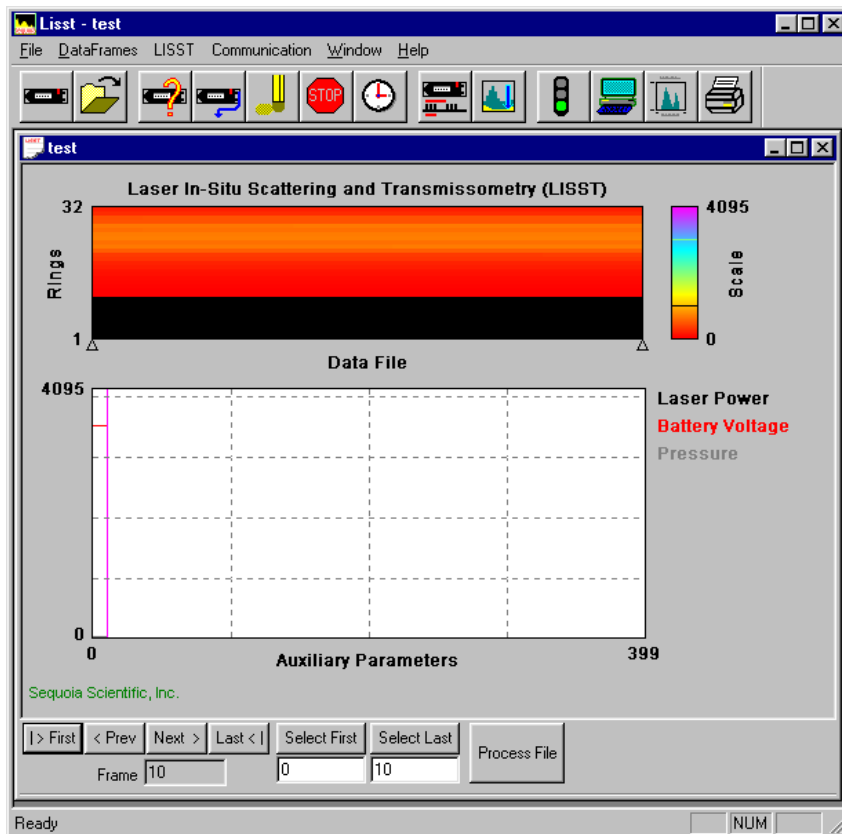 Lisst - test
File DataFrames LISST Communication Window Help
STOP
test
Laser In-Situ Scattering and Transmissometry (LISST)
32
Rings
1
4095
Scale
0
Data File
4095
0
0
Auxiliary Parameters
399
Laser Power
Battery Voltage
Pressure
Sequoia Scientific, Inc.
|> First < Prev Next > Last <| Select First Select Last Process File
Frame 10 0 10
Ready NUM